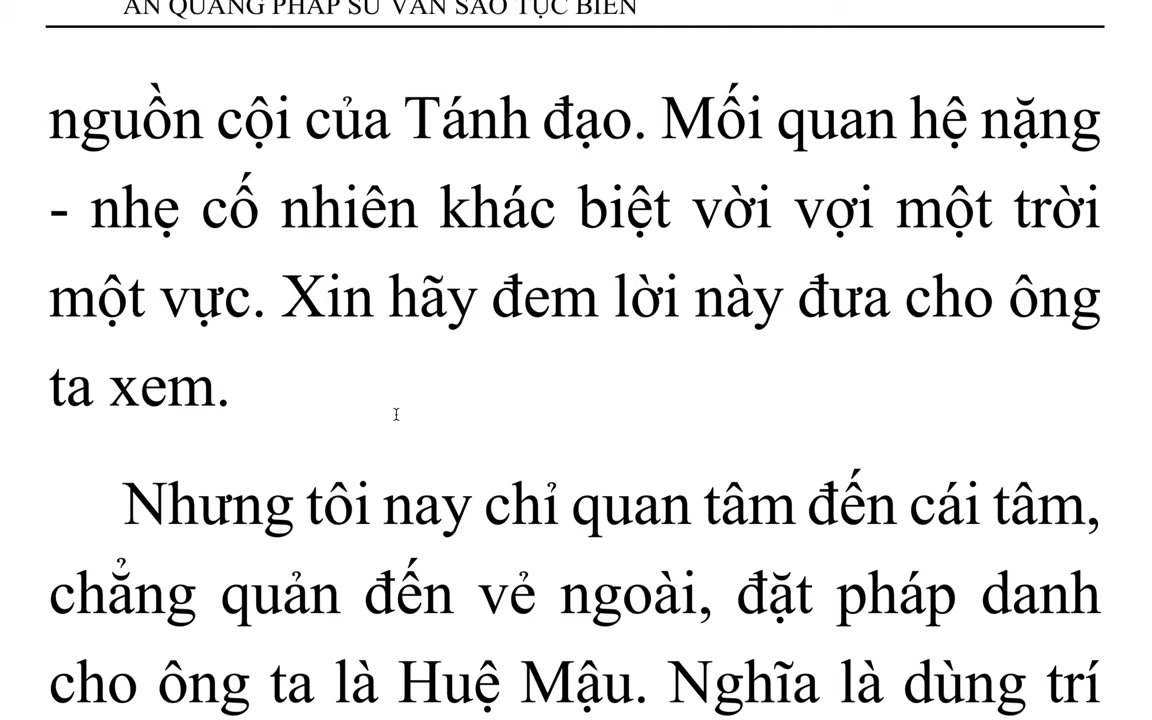 ẤN QUANG PHÁP SƯ VĂN SAO TỤC BIÊN
nguồn cội của Tánh đạo. Mối quan hệ nặng
- nhẹ cố nhiên khác biệt vời vợi một trời
một vực. Xin hãy đem lời này đưa cho ông
ta xem.
Nhưng tôi nay chỉ quan tâm đến cái tâm,
chẳng quản đến vẻ ngoài, đặt pháp danh
cho ông ta là Huệ Mậu. Nghĩa là dùng trí